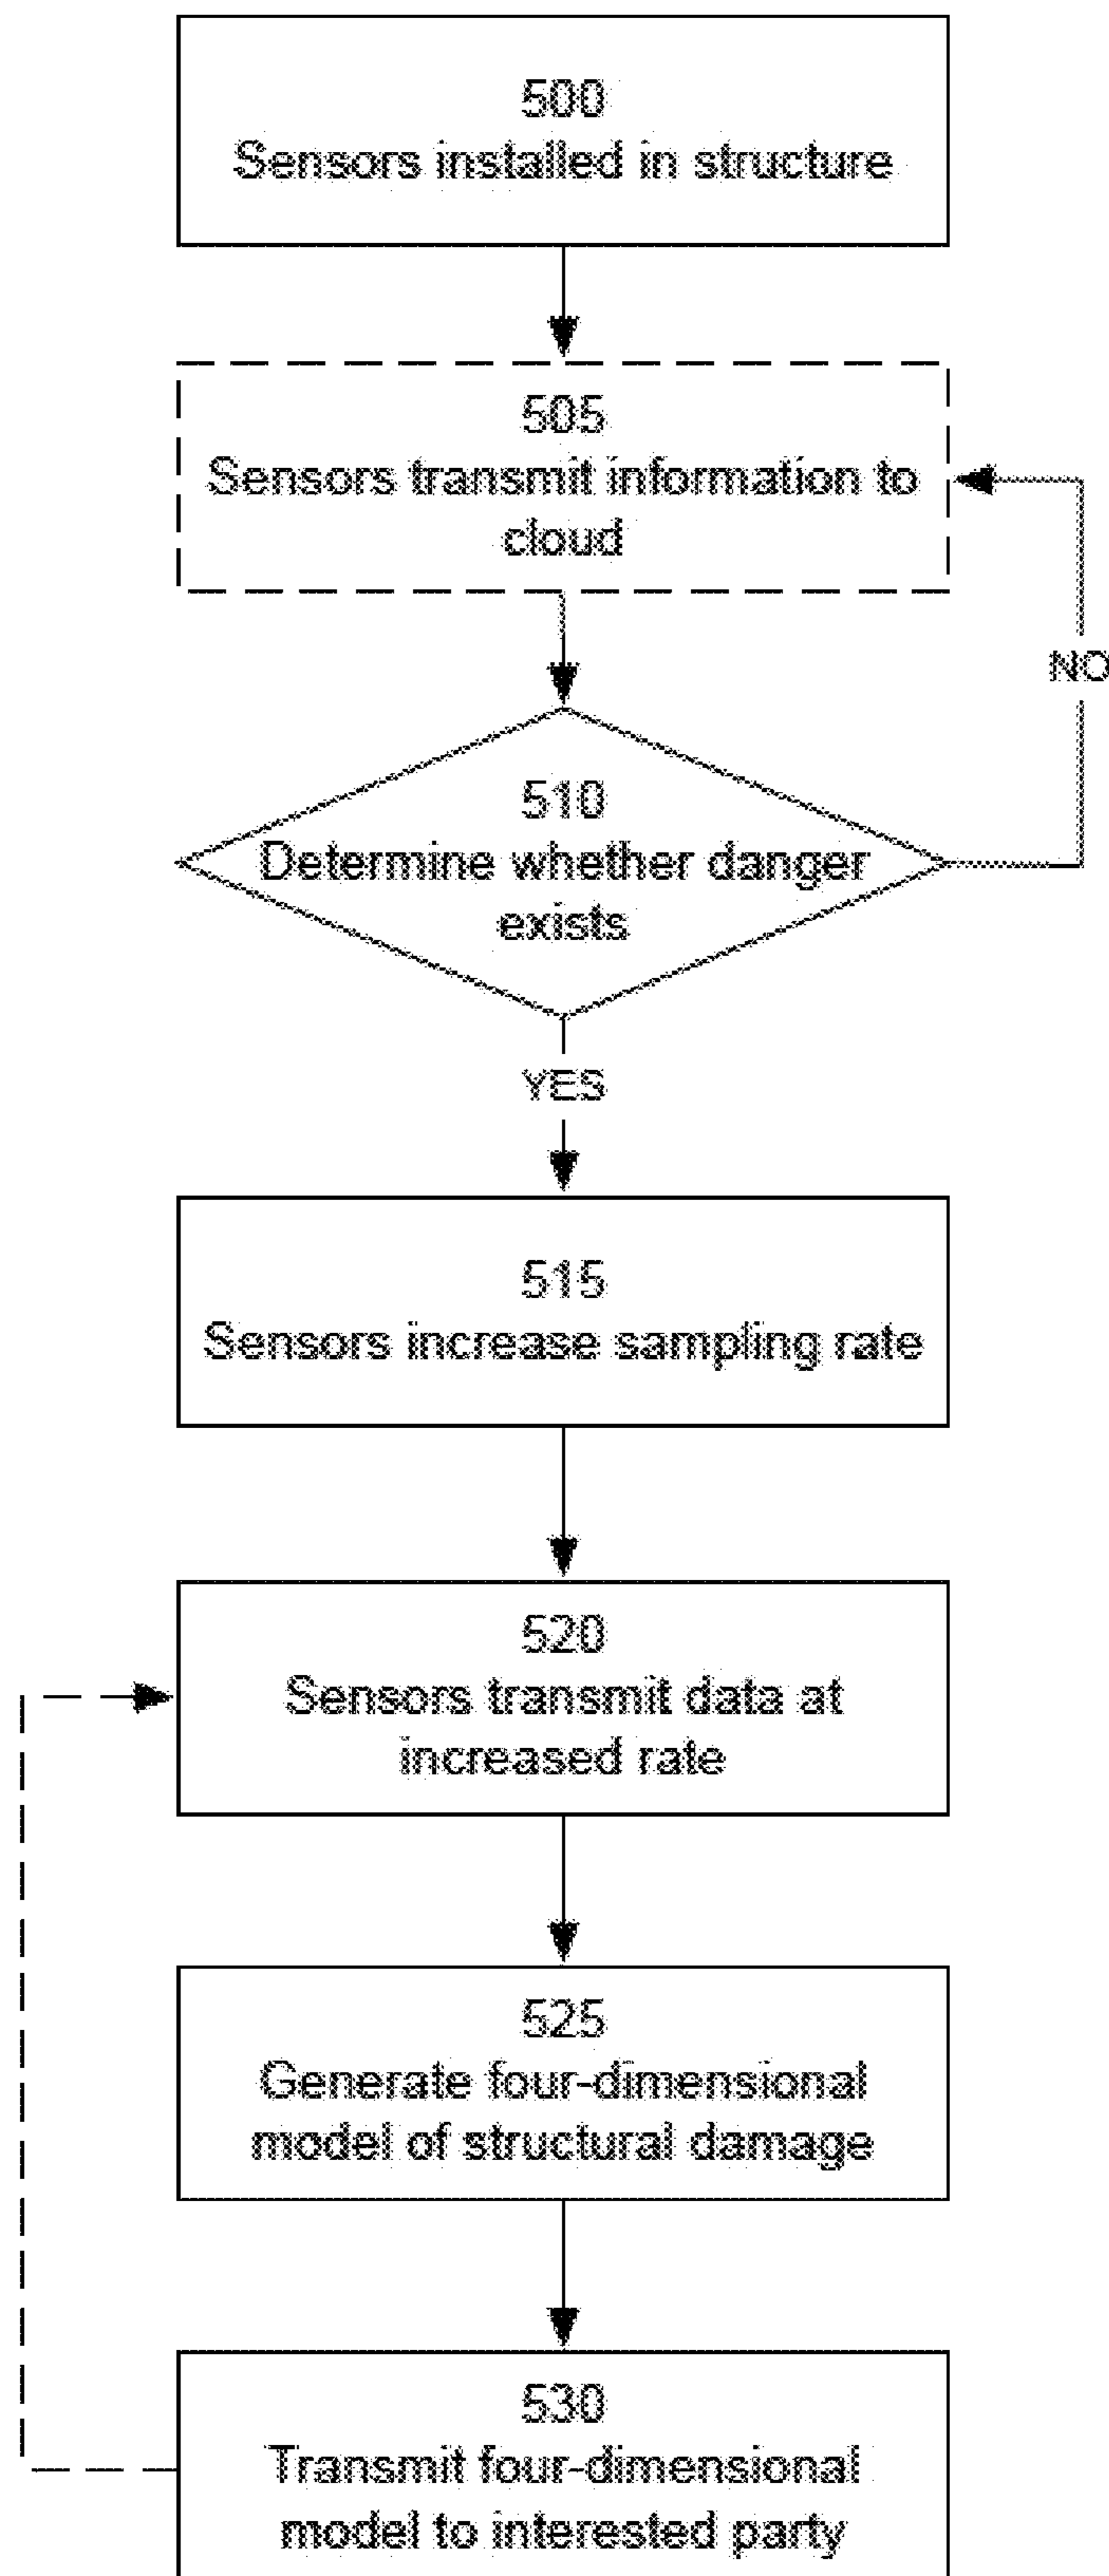 500
Sensors installed in structure
505
Sensors transmit information to
cloud
NO
510
Determine whether danger
exists
YES
515
Sensors increase sampling rate
520
Sensors transmit data at
increased rate
525
Generate four-dimensional
model of structural damage
530
Transmit four-dimensional
model to interested party